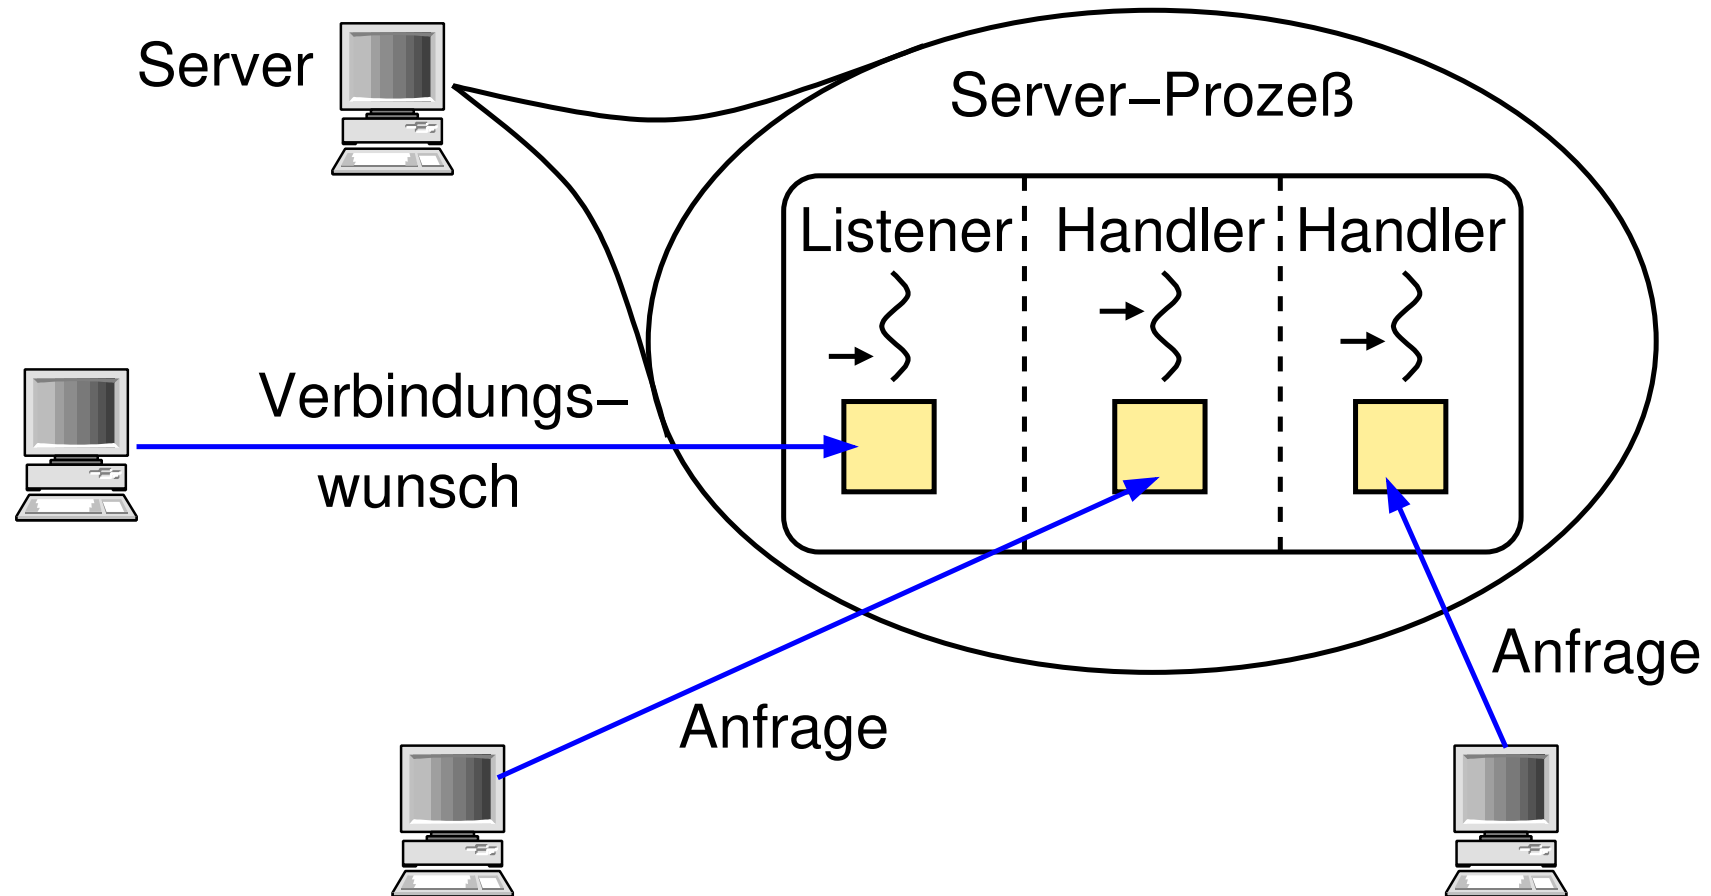 Server
Server–Prozeß
Listener
Handler
Handler
Verbindungs–
wunsch
Anfrage
Anfrage